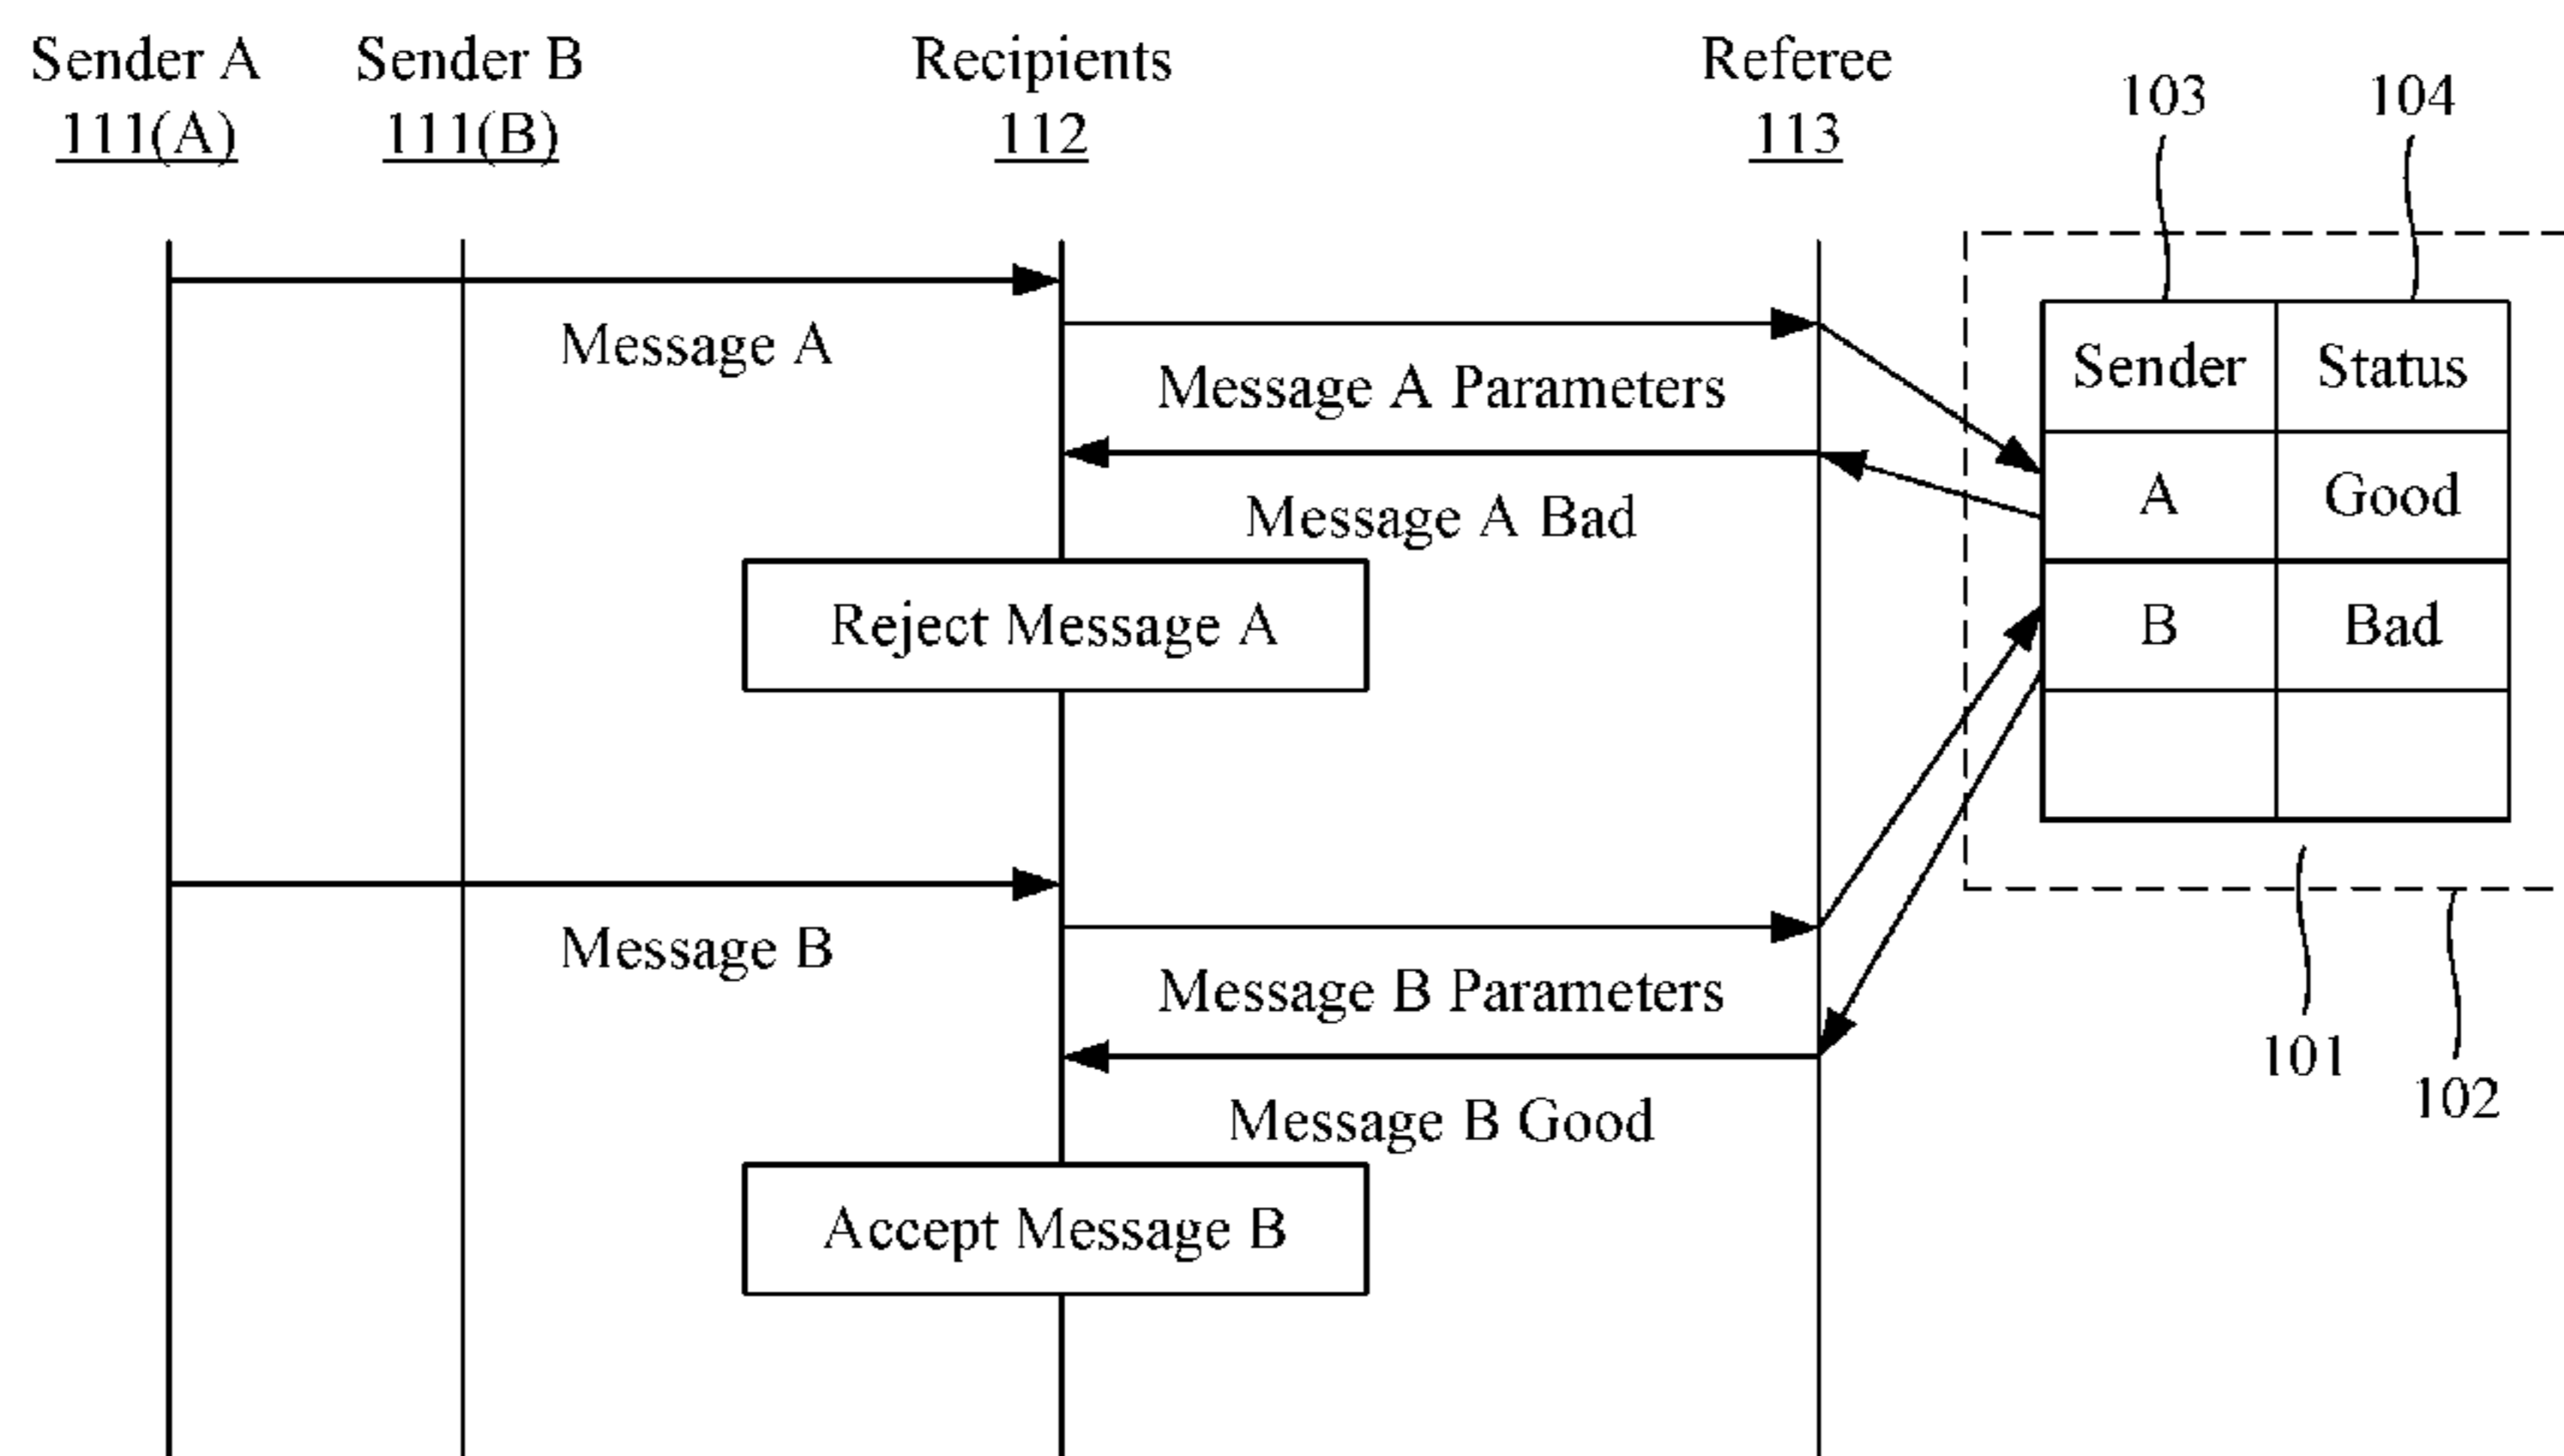 Sender A
111(A)
Sender B
111(B)
Recipients
112
Referee
113
103
104
Message A
Message A Parameters
Message A Bad
Reject Message A
Sender Status
A Good
B Bad
Message B
Message B Parameters
Message B Good
Accept Message B
101
102